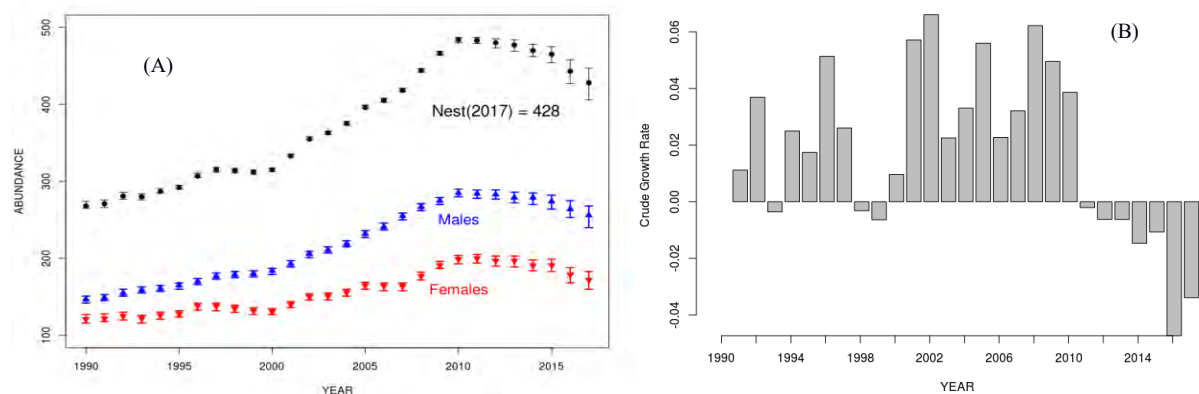 (A)
ABUNDANCE
500
400
300
200
100
Nest(2017) = 428
Males
Females
1990
1995
2000
2005
2010
2015
YEAR
(B)
Crude Growth Rate
0.06
0.04
0.02
0.00
-0.02
-0.04
1990
1994
1998
2002
2006
2010
2014
YEAR